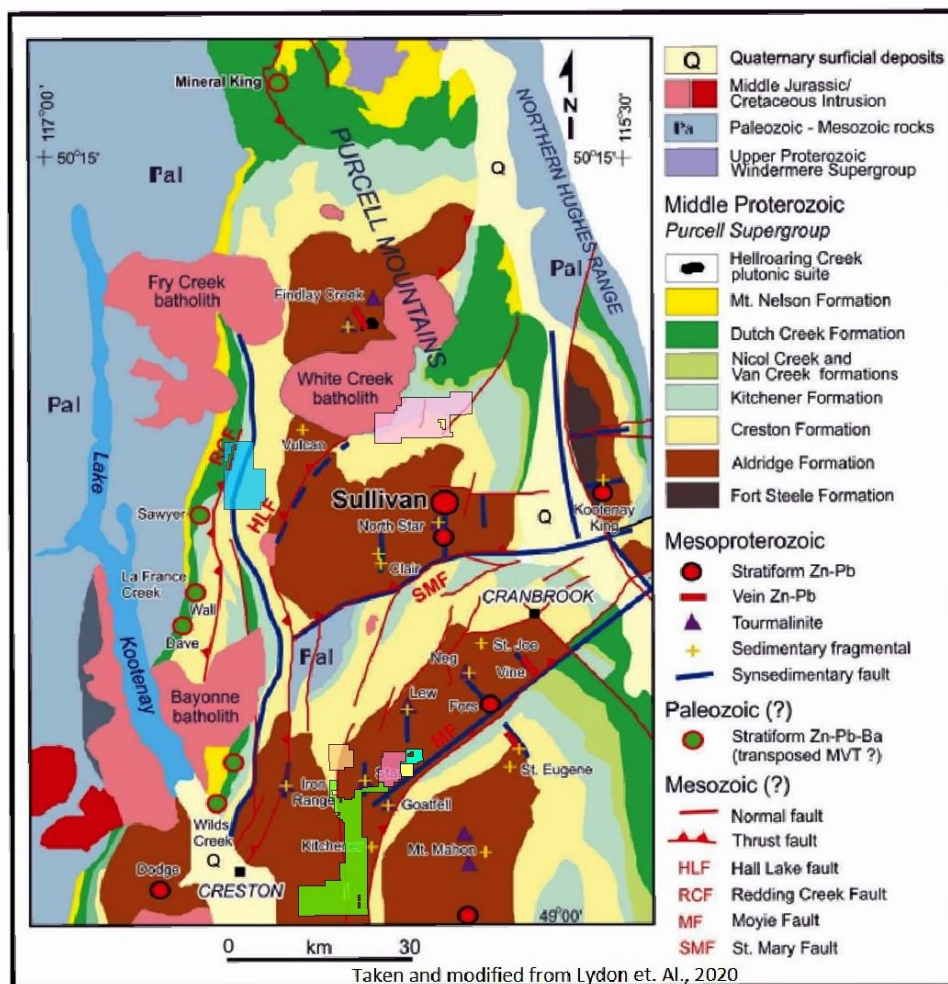 Mineral King
117°00'
50°15'
115°30'
50°15'
N
Q
NORTHERN HUGHES RANGE
PURCELL MOUNTAINS
Pal
Pal
Pal
Fry Creek
batholith
Findlay Creek
White Creek
batholith
Vulcan
RCF
HLF
Lake
Kootenay
Sawyer
Sullivan
North Star
Clair
Q
Kootenay
King
La France
Creek
Wall
Dave
SMF
CRANBROOK
Pal
Bayonne
batholith
St. Joe
Neg
Vine
Lew
Fors
MF
St. Eugene
Iron
Range
Goatfell
Wilds
Creek
Kitchener
Mt. Mahon
Q
Dodge
CRESTON
49°00'
0 30
km
Q Quaternary surficial deposits
Middle Jurassic/
Cretaceous Intrusion
Pa Paleozoic - Mesozoic rocks
Upper Proterozoic
Windermere Supergroup
Middle Proterozoic
Purcell Supergroup
Hellroaring Creek
plutonic suite
Mt. Nelson Formation
Dutch Creek Formation
Nicol Creek and
Van Creek formations
Kitchener Formation
Creston Formation
Aldridge Formation
Fort Steele Formation
Mesoproterozoic
Stratiform Zn-Pb
Vein Zn-Pb
Tourmalinite
Sedimentary fragmental
Synsedimentary fault
Paleozoic (?)
Stratiform Zn-Pb-Ba
(transposed MVT ?)
Mesozoic (?)
Normal fault
Thrust fault
HLF Hall Lake fault
RCF Redding Creek Fault
MF Moyie Fault
SMF St. Mary Fault
Taken and modified from Lydon et. Al., 2020